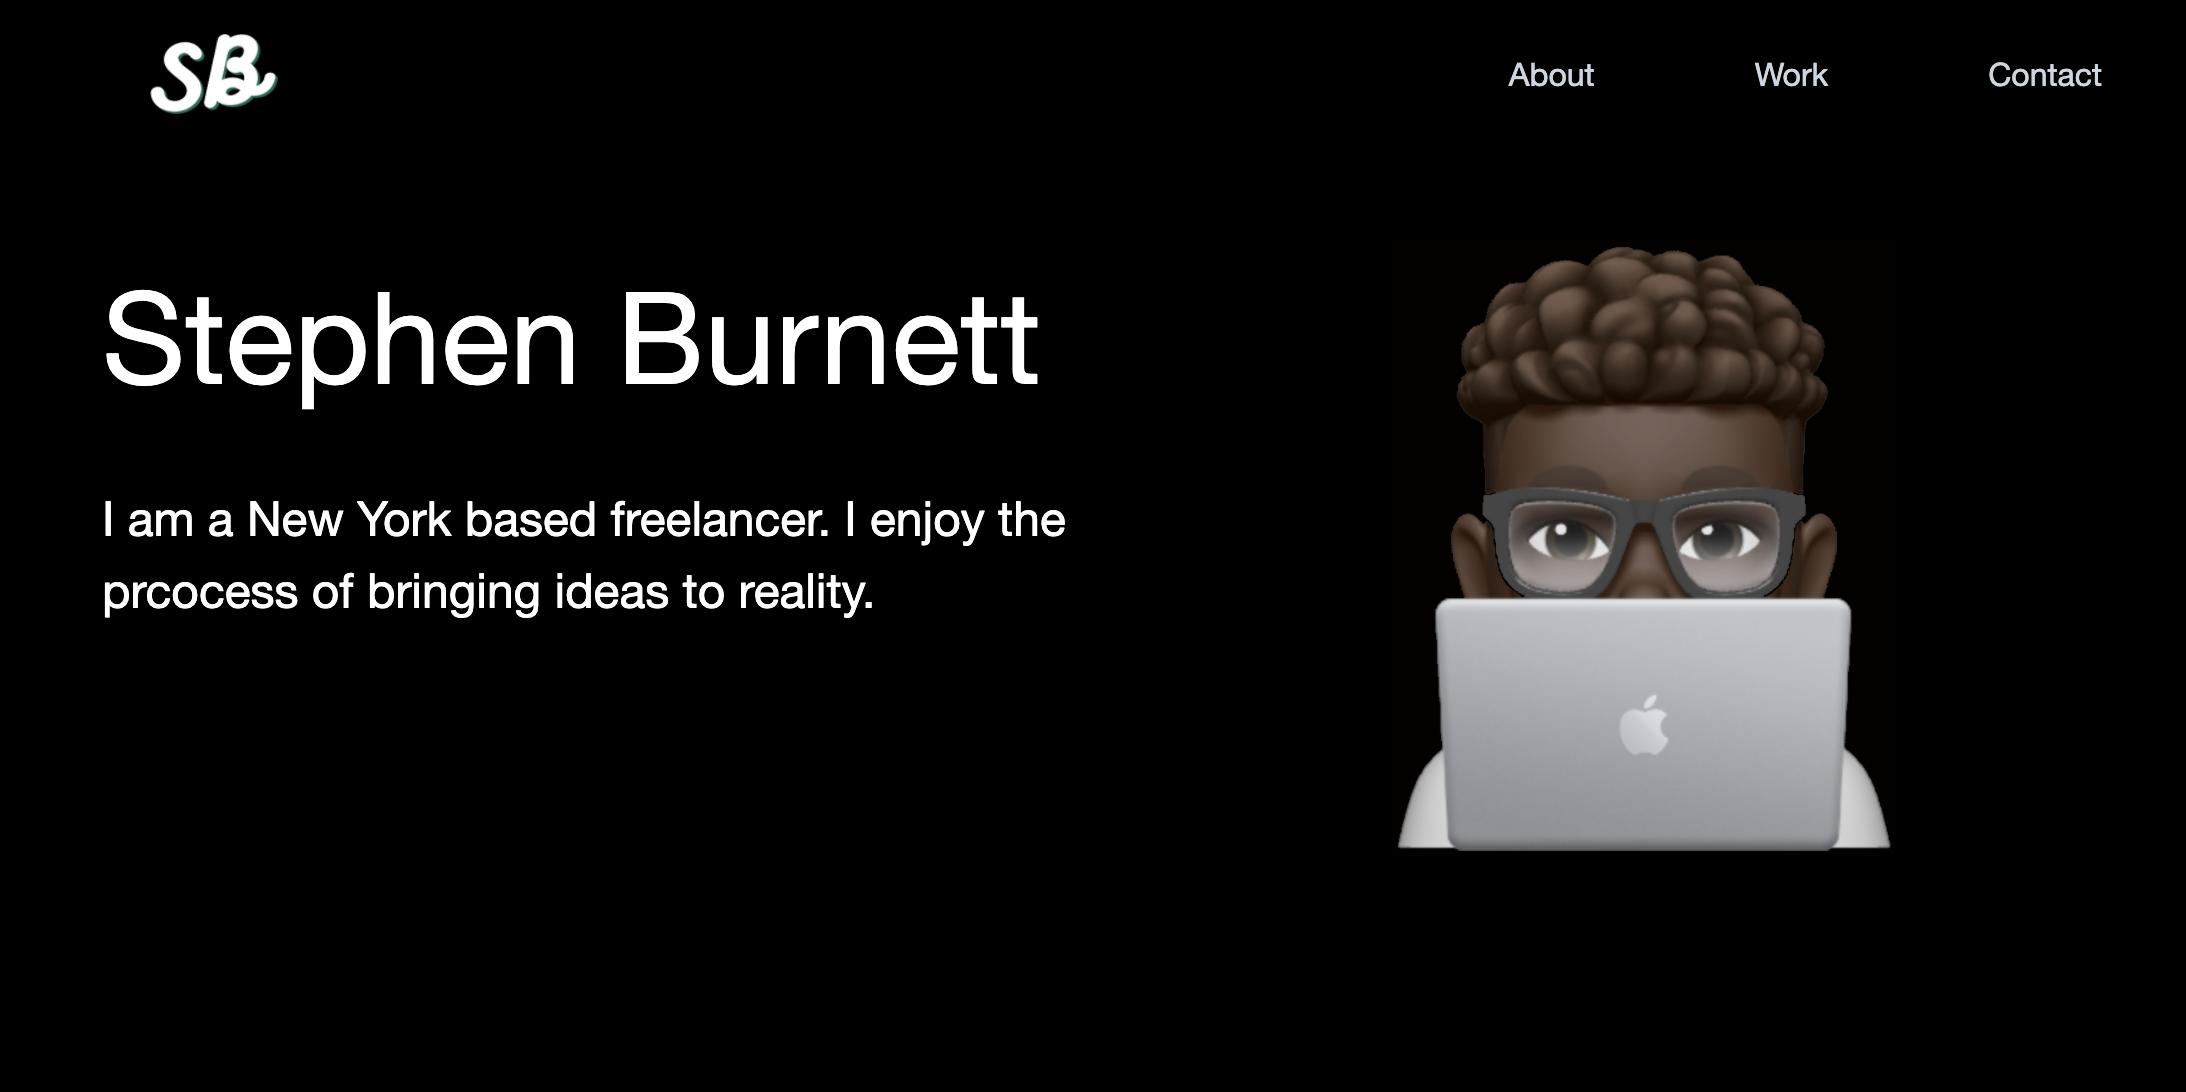 SB
About
Work
Contact
Stephen Burnett
I am a New York based freelancer. I enjoy the
prcocess of bringing ideas to reality.